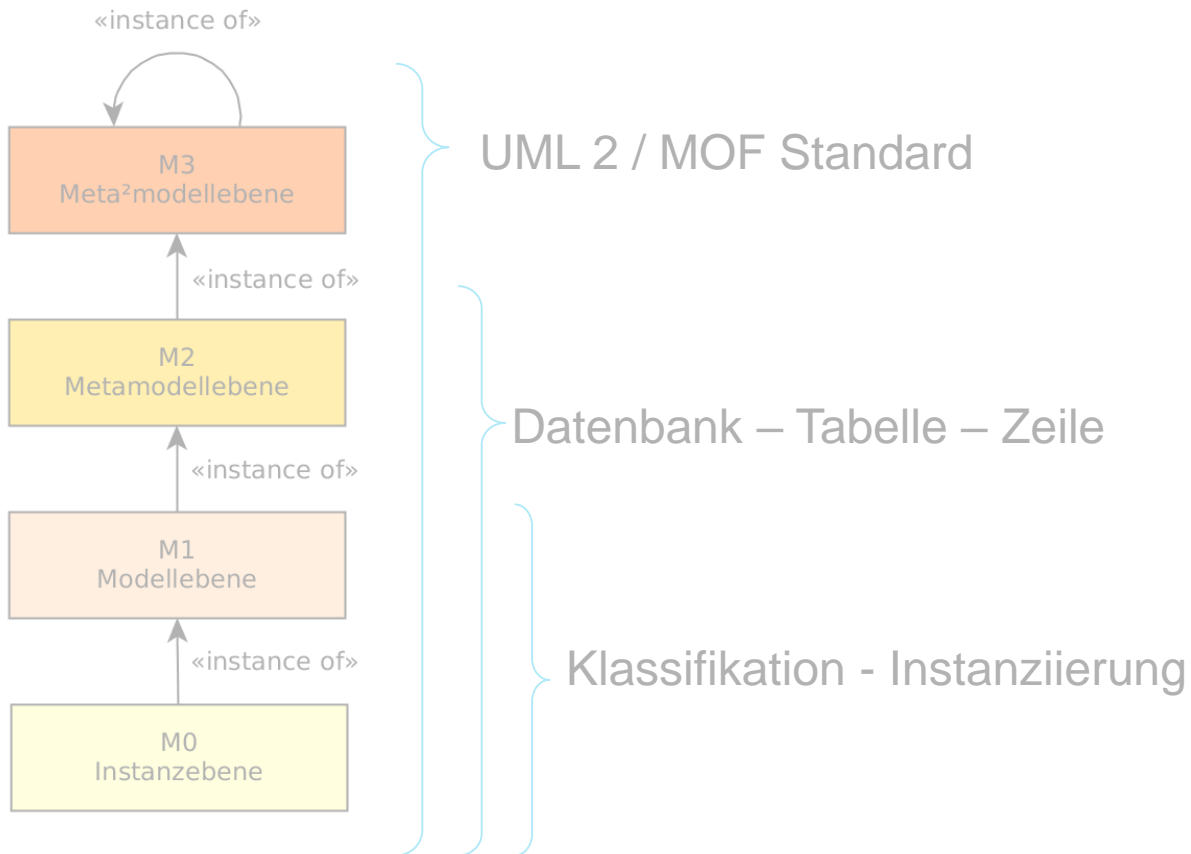 «instance of»
M3
Meta²modellebene
UML 2 / MOF Standard
«instance of»
M2
Metamodellebene
Datenbank – Tabelle – Zeile
«instance of»
M1
Modellebene
«instance of»
Klassifikation - Instanziierung
M0
Instanzebene